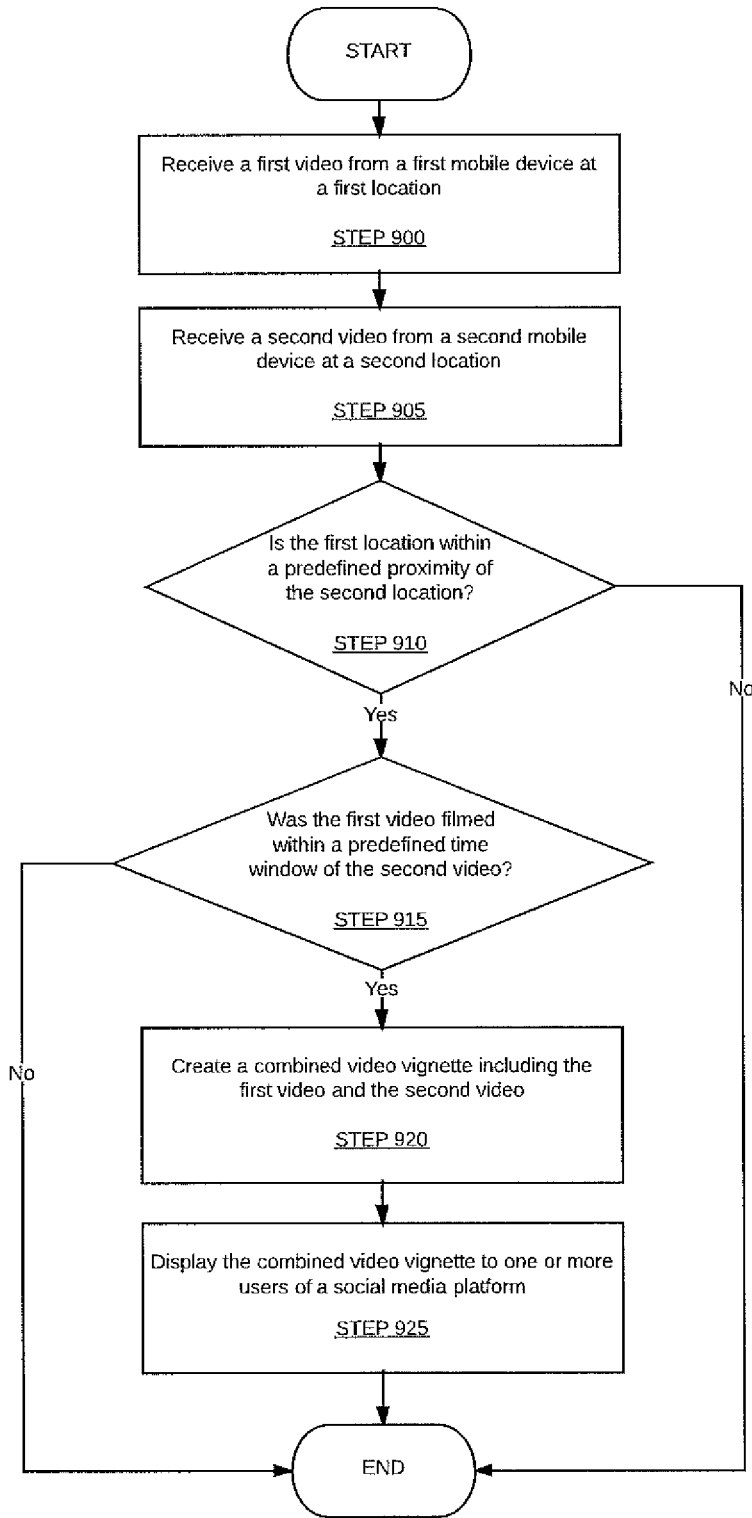 START
Receive a first video from a first mobile device at
a first location
STEP 900
Receive a second video from a second mobile
device at a second location
STEP 905
Is the first location within
a predefined proximity of
the second location?
STEP 910
No
Yes
Was the first video filmed
within a predefined time
window of the second video?
STEP 915
Yes
No
Create a combined video vignette including the
first video and the second video
STEP 920
Display the combined video vignette to one or more
users of a social media platform
STEP 925
END